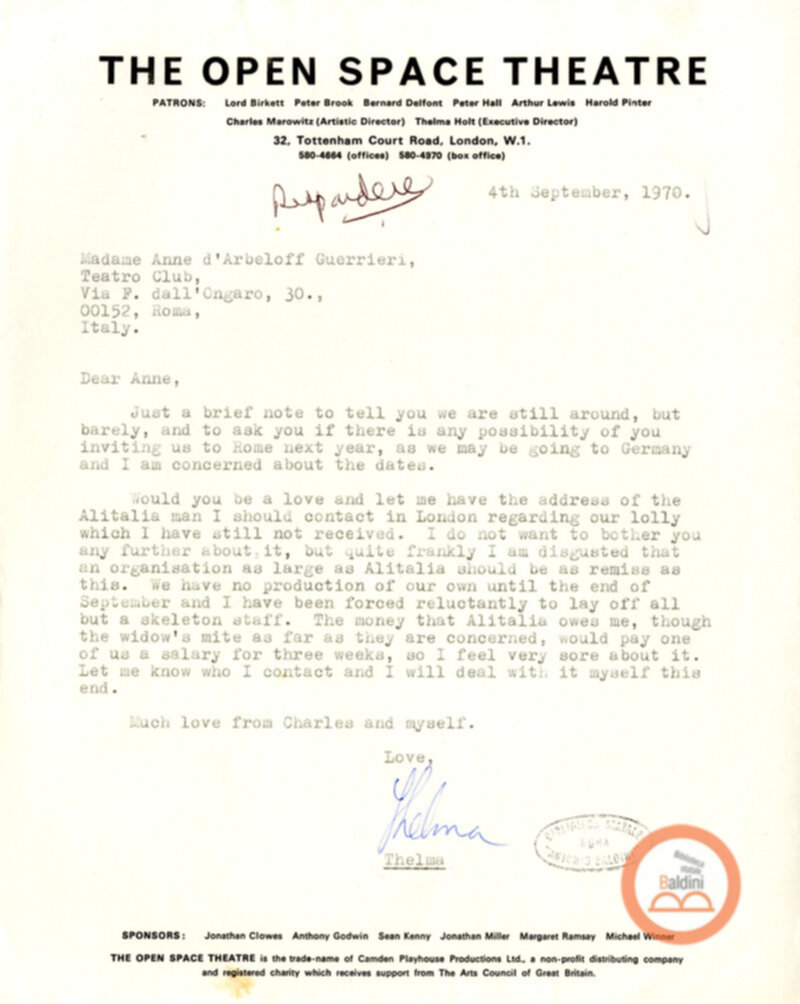 THE OPEN SPACE THEATRE
PATRONS: Lord Birkett Peter Brook Bernard Delfont Peter Hall Arthur Lewis Harold Pinter
Charles Marowitz (Artistic Director) Thelma Holt (Executive Director)
32, Tottenham Court Road, London, W.1.
580-4664 (offices) 580-4970 (box office)
Rispondere
4th September, 1970.
Madame Anne d'Arbeloff Guerrieri,
Teatro Club,
Via F. dall'Ongaro, 30.,
00152, Roma,
Italy.
Dear Anne,
Just a brief note to tell you we are still around, but
barely, and to ask you if there is any possibility of you
inviting us to Rome next year, as we may be going to Germany
and I am concerned about the dates.
Would you be a love and let me have the address of the
Alitalia man I should contact in London regarding our lolly
which I have still not received. I do not want to bother you
any further about it, but quite frankly I am disgusted that
an organisation as large as Alitalia should be as remiss as
this. We have no production of our own until the end of
September and I have been forced reluctantly to lay off all
but a skeleton staff. The money that Alitalia owes me, though
the widow's mite as far as they are concerned, would pay one
of us a salary for three weeks, so I feel very sore about it.
Let me know who I contact and I will deal with it myself this
end.
Much love from Charles and myself.
Love,
Thelma
Thelma
BIBLIOTECA STATALE
ROMA
ANTONIO BALDINI
Biblioteca
statale
Baldini
SPONSORS: Jonathan Clowes Anthony Godwin Sean Kenny Jonathan Miller Margaret Ramsay Michael Winner
THE OPEN SPACE THEATRE is the trade-name of Camden Playhouse Productions Ltd., a non-profit distributing company
and registered charity which receives support from The Arts Council of Great Britain.